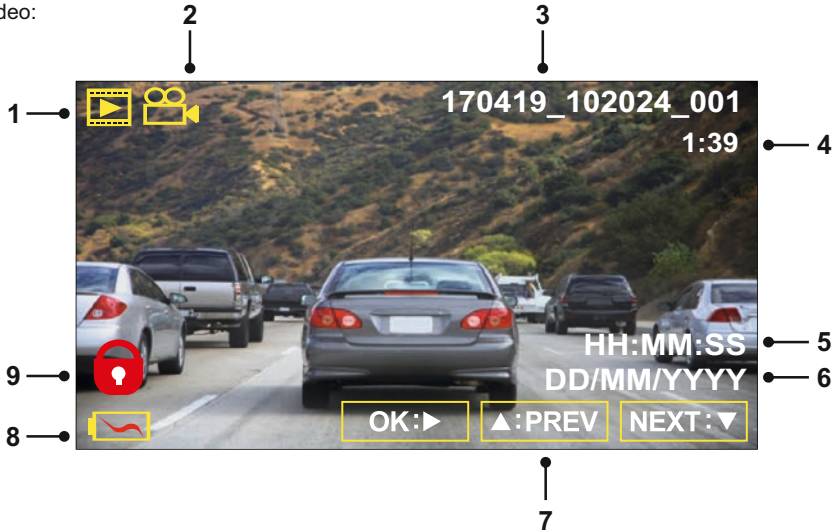 deo:
2
3
1
170419_102024_001
1:39
4
HH:MM:SS
5
DD/MM/YYYY
6
9
8
OK:▶
▲:PREV
NEXT:▼
7